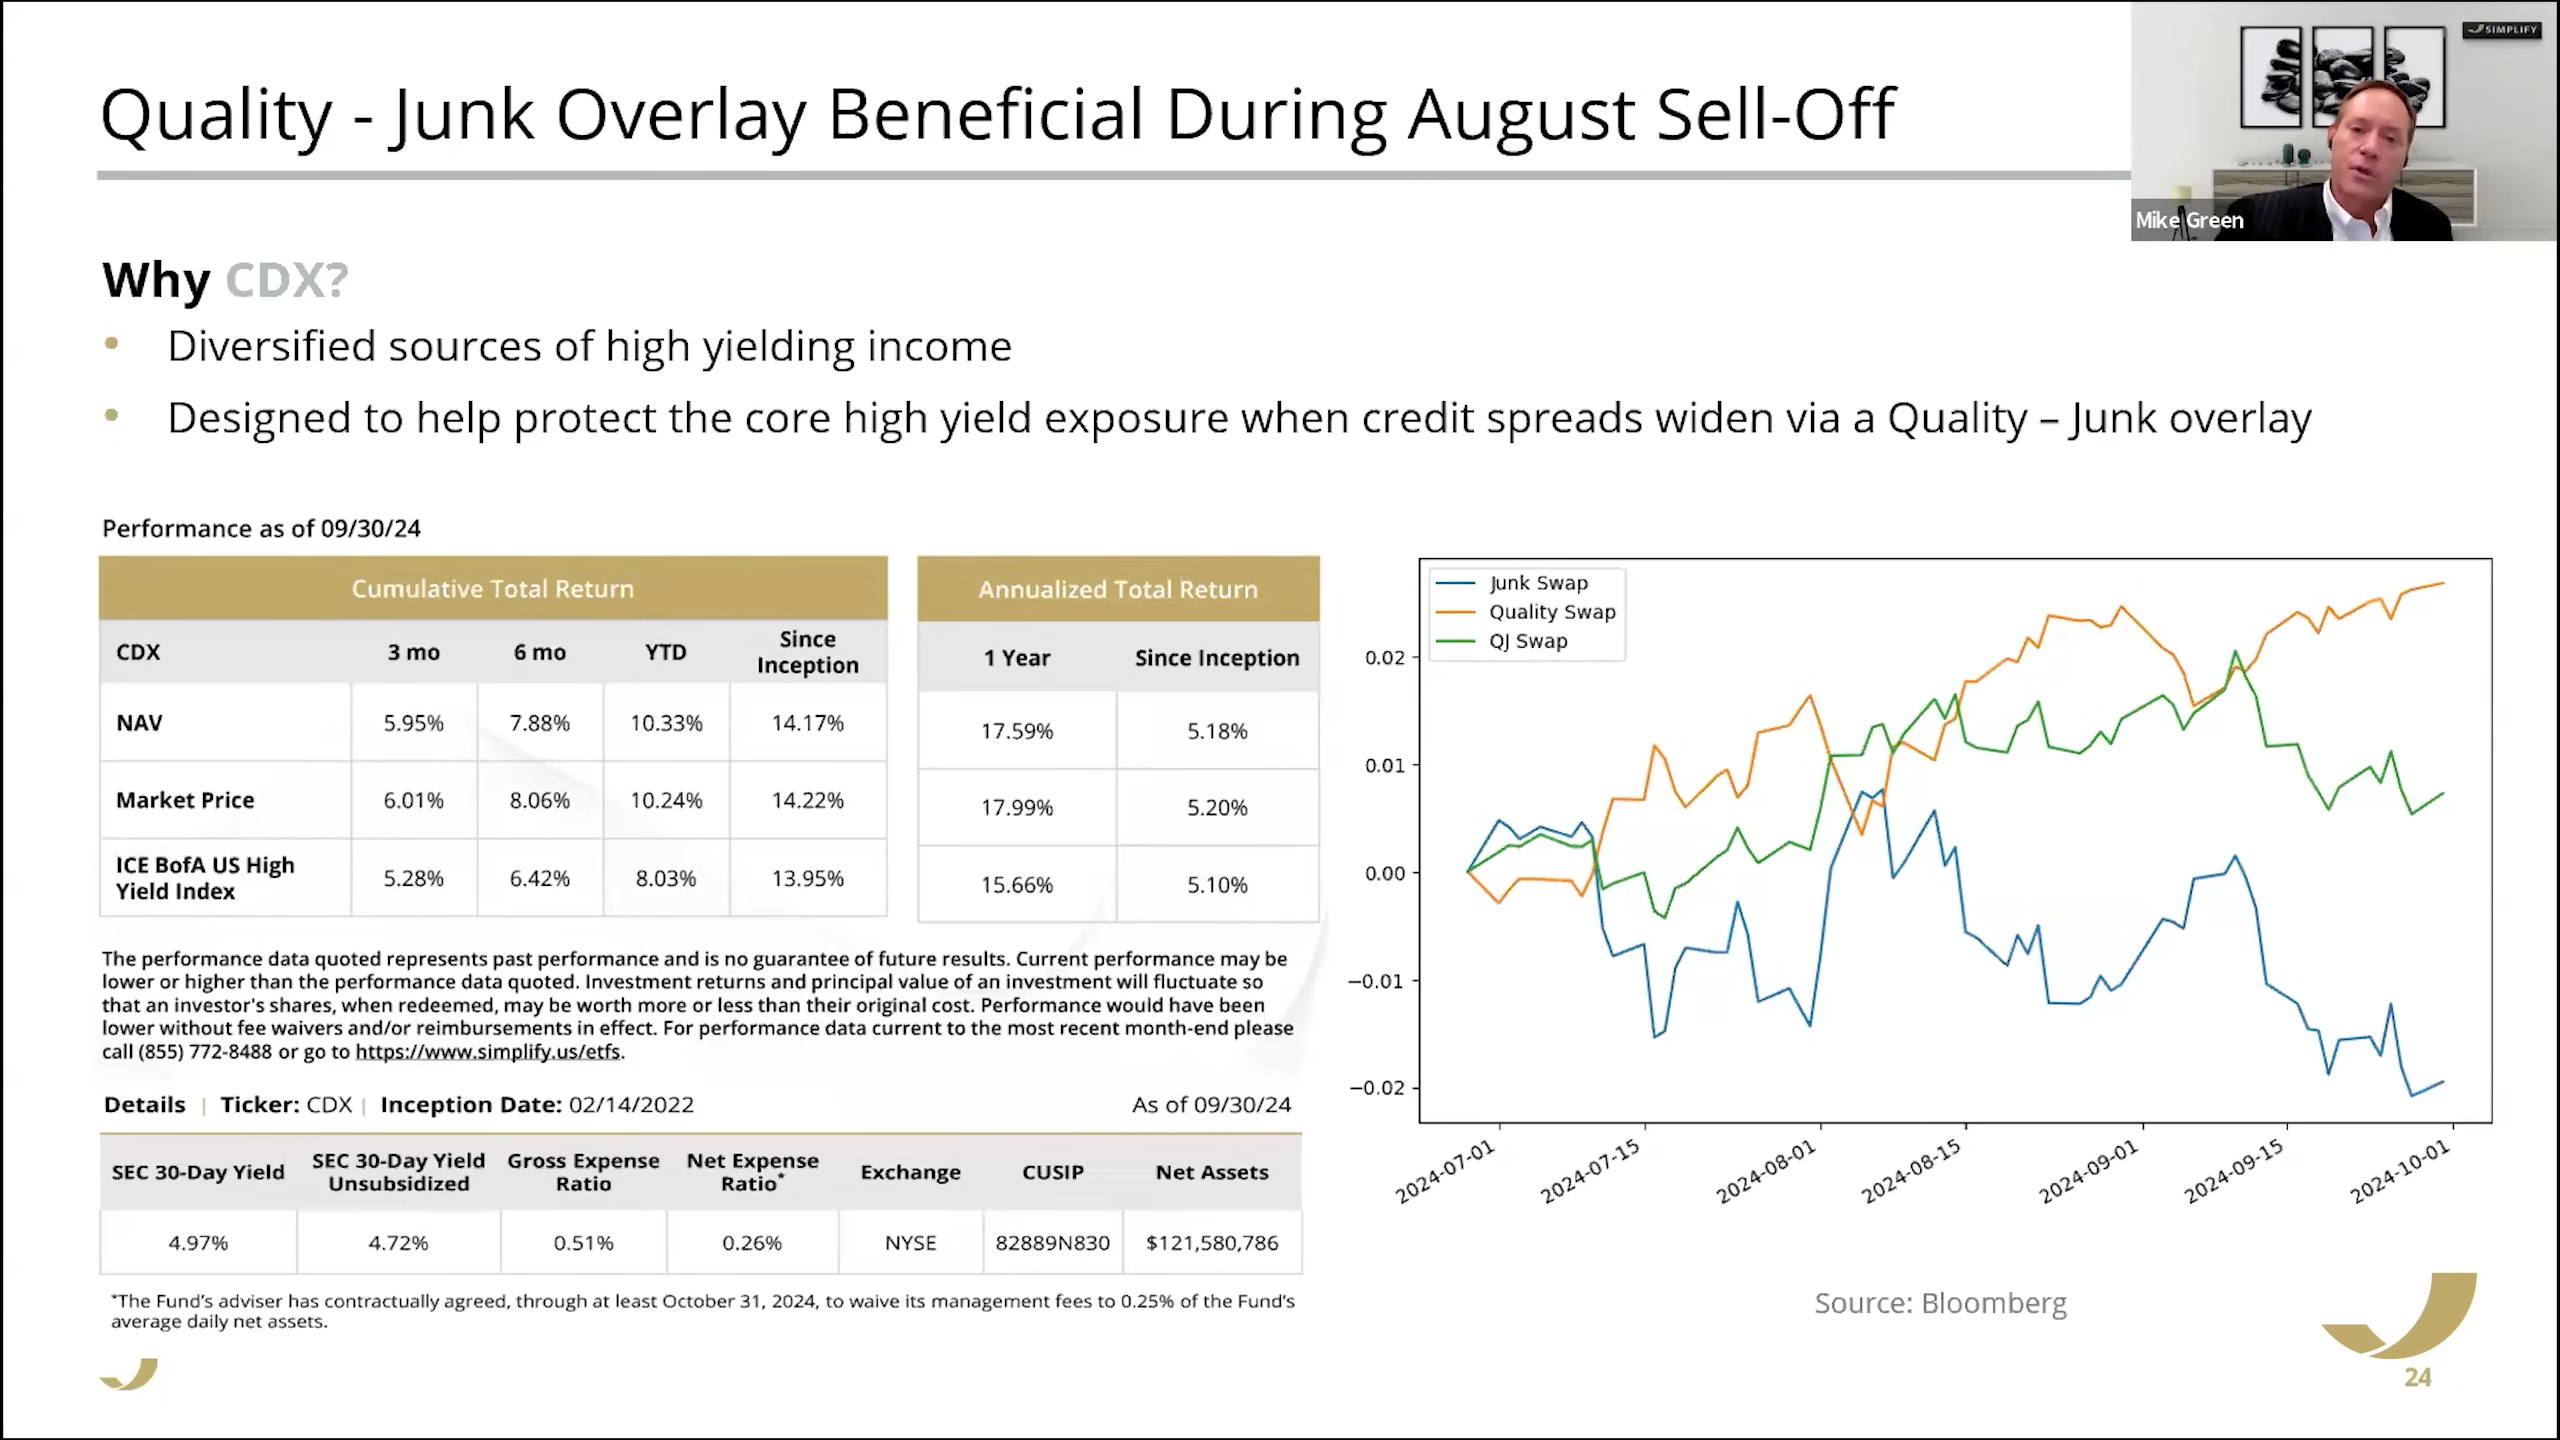 Quality - Junk Overlay Beneficial During August Sell-Off
SIMPLIFY
Mike Green
Why CDX?
• Diversified sources of high yielding income
• Designed to help protect the core high yield exposure when credit spreads widen via a Quality – Junk overlay
Performance as of 09/30/24
Cumulative Total Return
CDX 3 mo 6 mo YTD Since Inception
NAV 5.95% 7.88% 10.33% 14.17%
Market Price 6.01% 8.06% 10.24% 14.22%
ICE BofA US High Yield Index 5.28% 6.42% 8.03% 13.95%
Annualized Total Return
1 Year Since Inception
17.59% 5.18%
17.99% 5.20%
15.66% 5.10%
The performance data quoted represents past performance and is no guarantee of future results. Current performance may be
lower or higher than the performance data quoted. Investment returns and principal value of an investment will fluctuate so
that an investor's shares, when redeemed, may be worth more or less than their original cost. Performance would have been
lower without fee waivers and/or reimbursements in effect. For performance data current to the most recent month-end please
call (855) 772-8488 or go to https://www.simplify.us/etfs.
Details | Ticker: CDX | Inception Date: 02/14/2022 As of 09/30/24
SEC 30-Day Yield SEC 30-Day Yield Unsubsidized Gross Expense Ratio Net Expense Ratio* Exchange CUSIP Net Assets
4.97% 4.72% 0.51% 0.26% NYSE 82889N830 $121,580,786
*The Fund's adviser has contractually agreed, through at least October 31, 2024, to waive its management fees to 0.25% of the Fund's
average daily net assets.
Junk Swap
Quality Swap
QJ Swap
0.02
0.01
0.00
−0.01
−0.02
2024-07-01 2024-07-15 2024-08-01 2024-08-15 2024-09-01 2024-09-15 2024-10-01
Source: Bloomberg
24